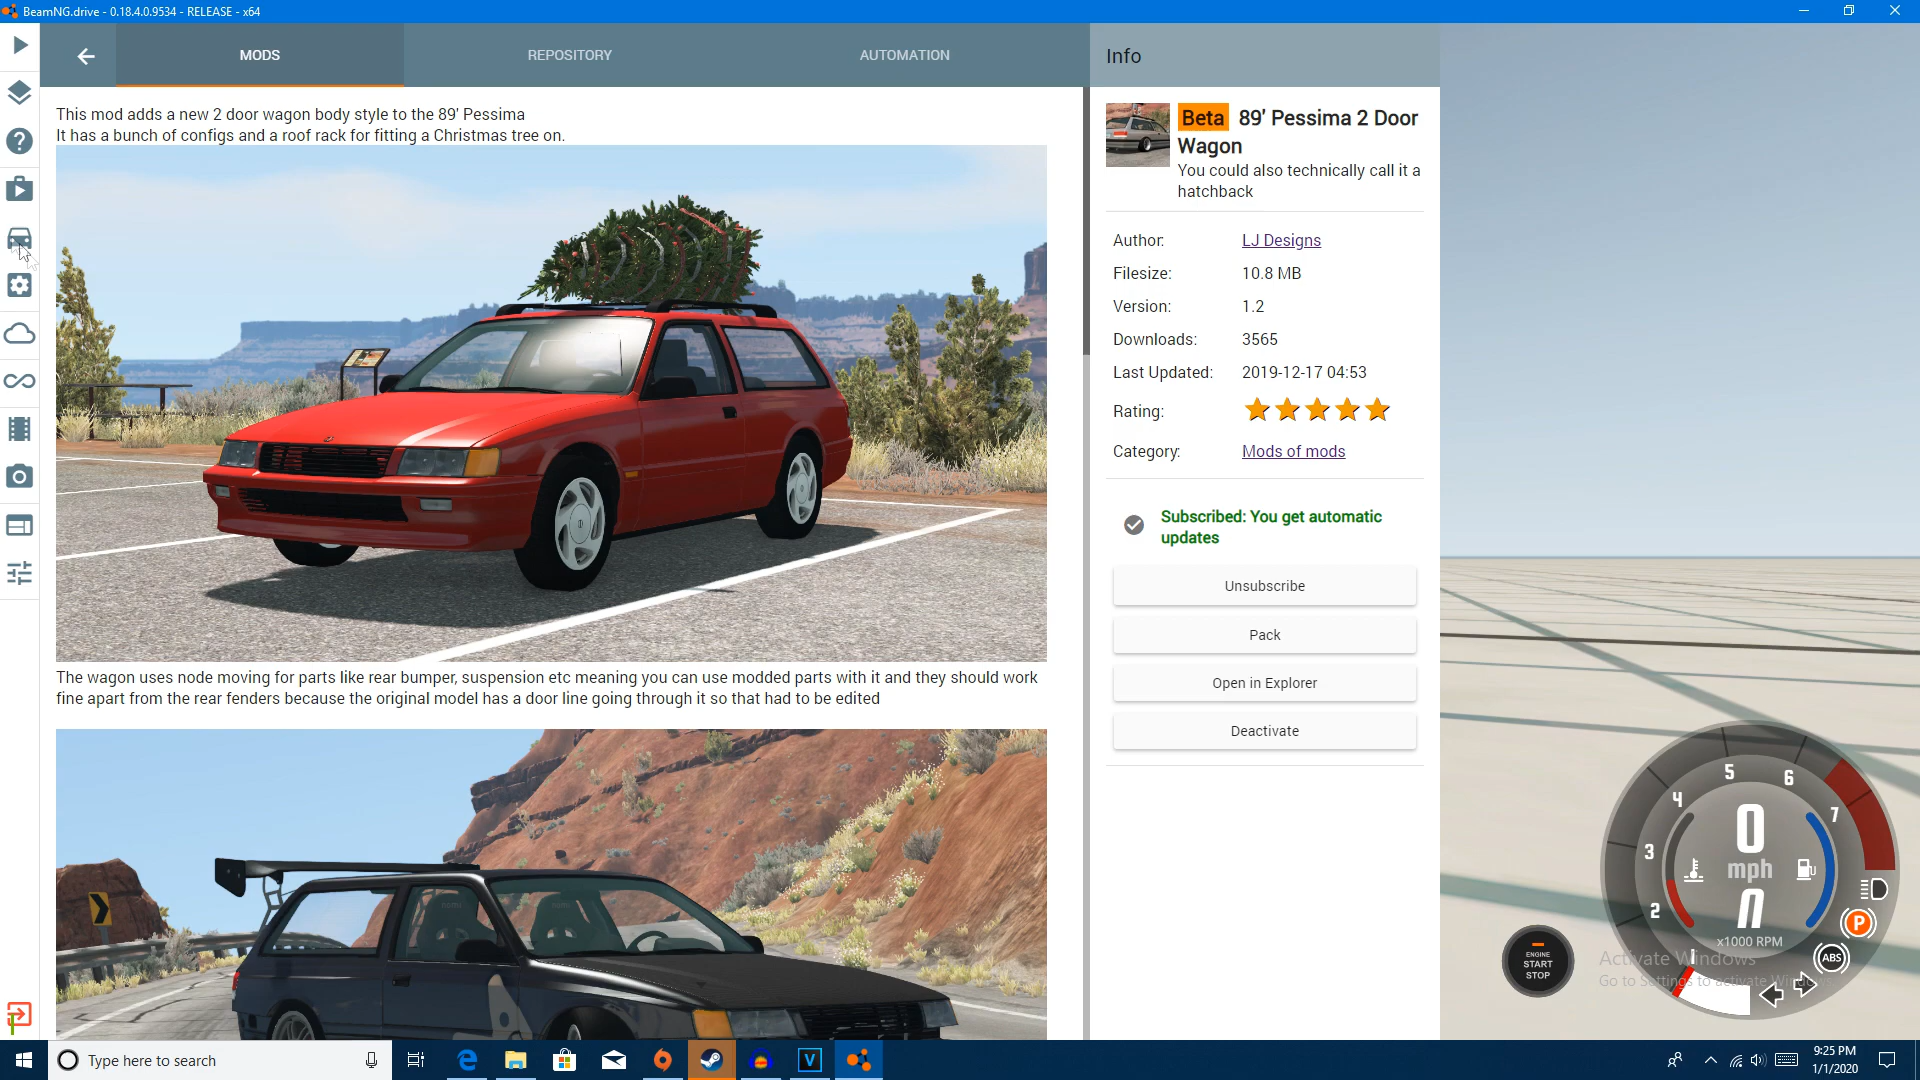 BeamNG.drive - 0.18.4.0.9534 - RELEASE - x64
MODS
REPOSITORY
AUTOMATION
Info
This mod adds a new 2 door wagon body style to the 89' Pessima
It has a bunch of configs and a roof rack for fitting a Christmas tree on.
The wagon uses node moving for parts like rear bumper, suspension etc meaning you can use modded parts with it and they should work
fine apart from the rear fenders because the original model has a door line going through it so that had to be edited
Beta 89' Pessima 2 Door
Wagon
You could also technically call it a
hatchback
Author: LJ Designs
Filesize: 10.8 MB
Version: 1.2
Downloads: 3565
Last Updated: 2019-12-17 04:53
Rating:
Category: Mods of mods
Subscribed: You get automatic
updates
Unsubscribe
Pack
Open in Explorer
Deactivate
5
6
4
7
3
2
0
mph
n
x1000 RPM
P
ABS
ENGINE
START
STOP
Activate Windows
Go to Settings to activate Windows.
Type here to search
V
9:25 PM
1/1/2020